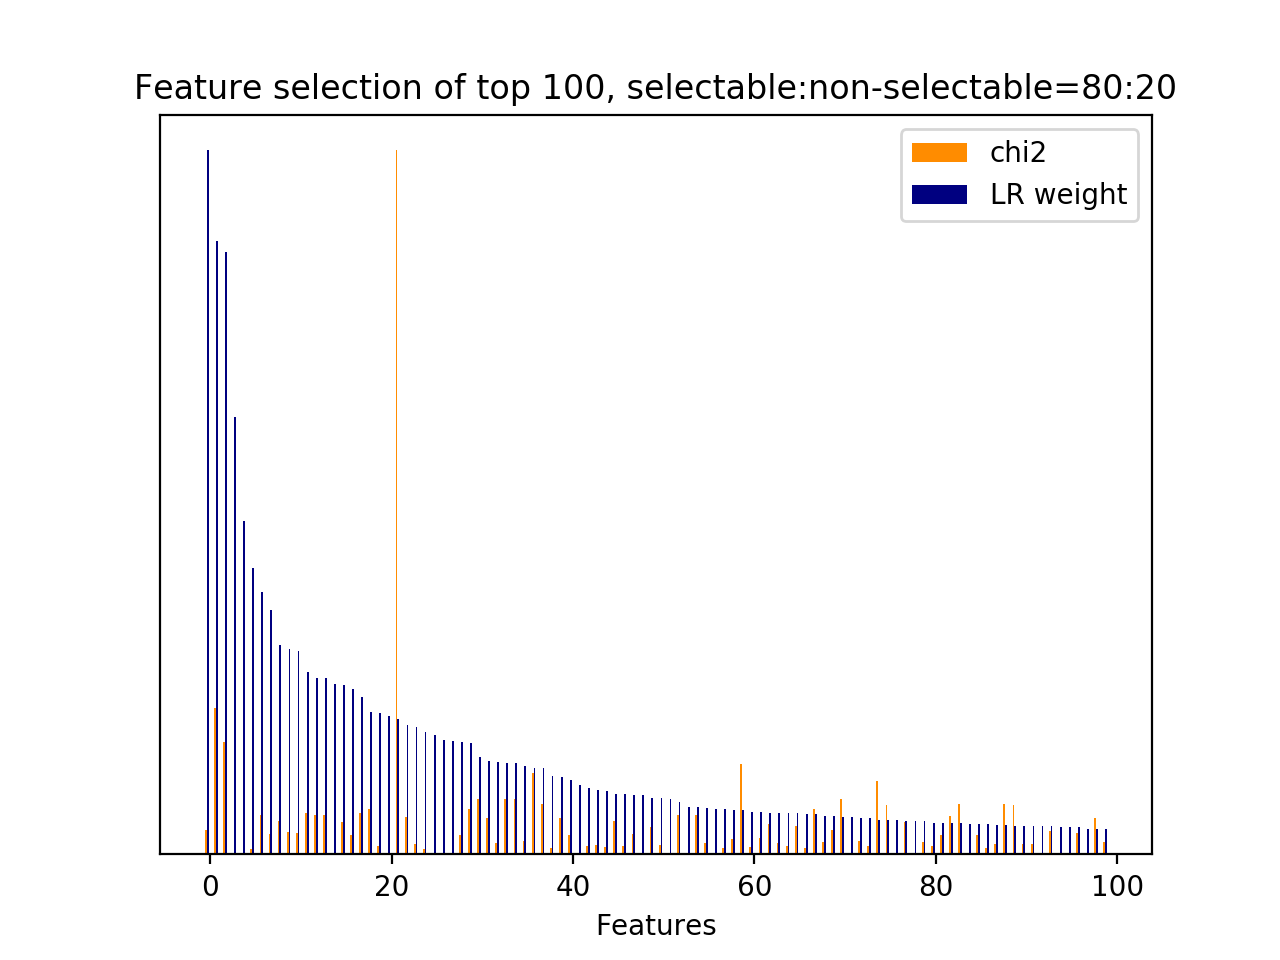 Feature selection of top 100, selectable:non-selectable=80:20
chi2
LR weight
0 20 40 60 80 100
Features